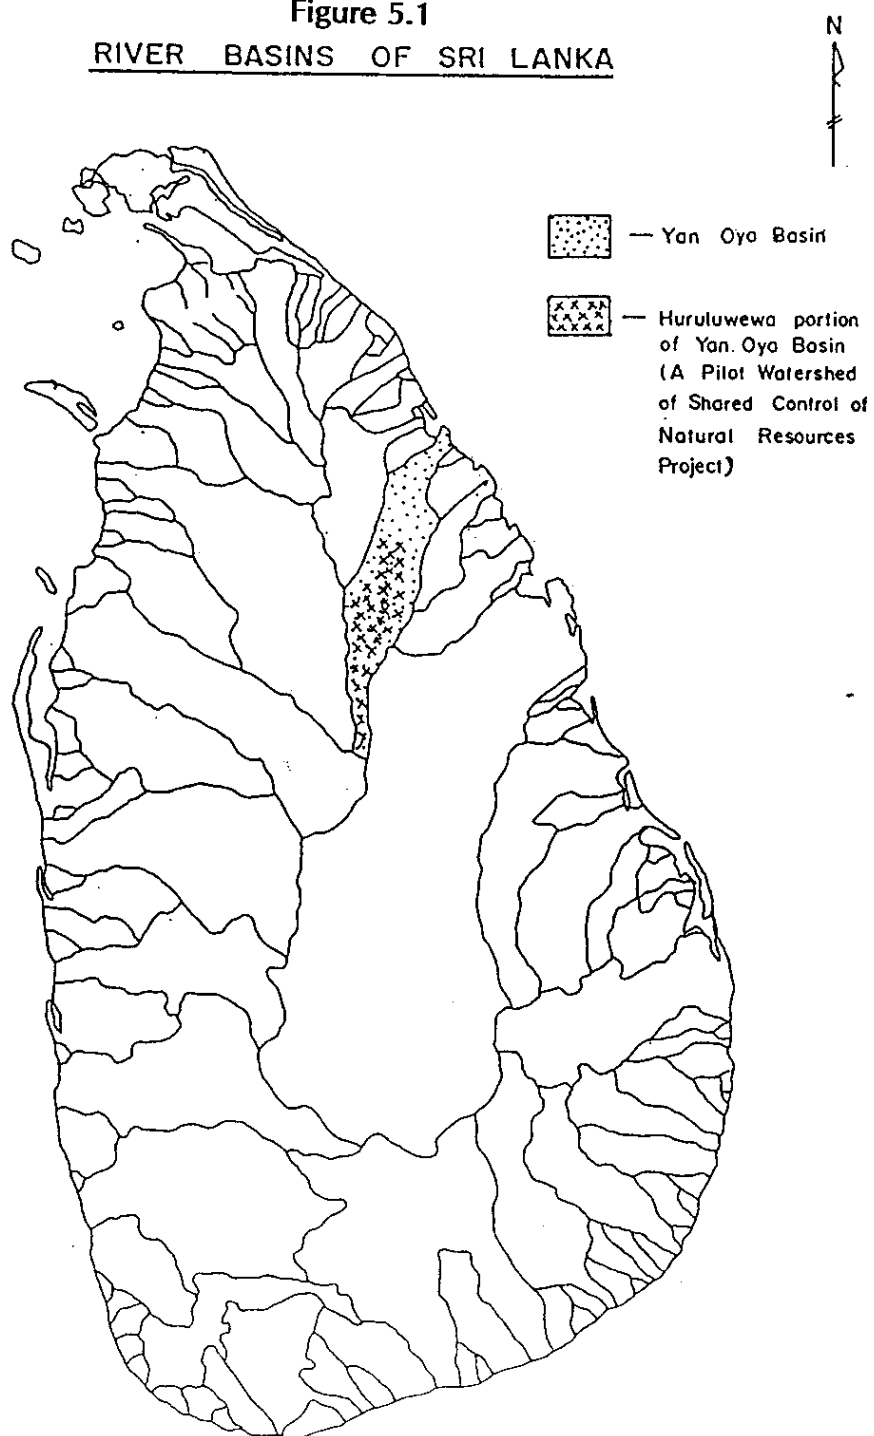 Figure 5.1
RIVER BASINS OF SRI LANKA
N
— Yan Oya Basin
— Huruluwewa portion
of Yan. Oya Basin
(A Pilot Watershed
of Shared Control of
Natural Resources
Project)